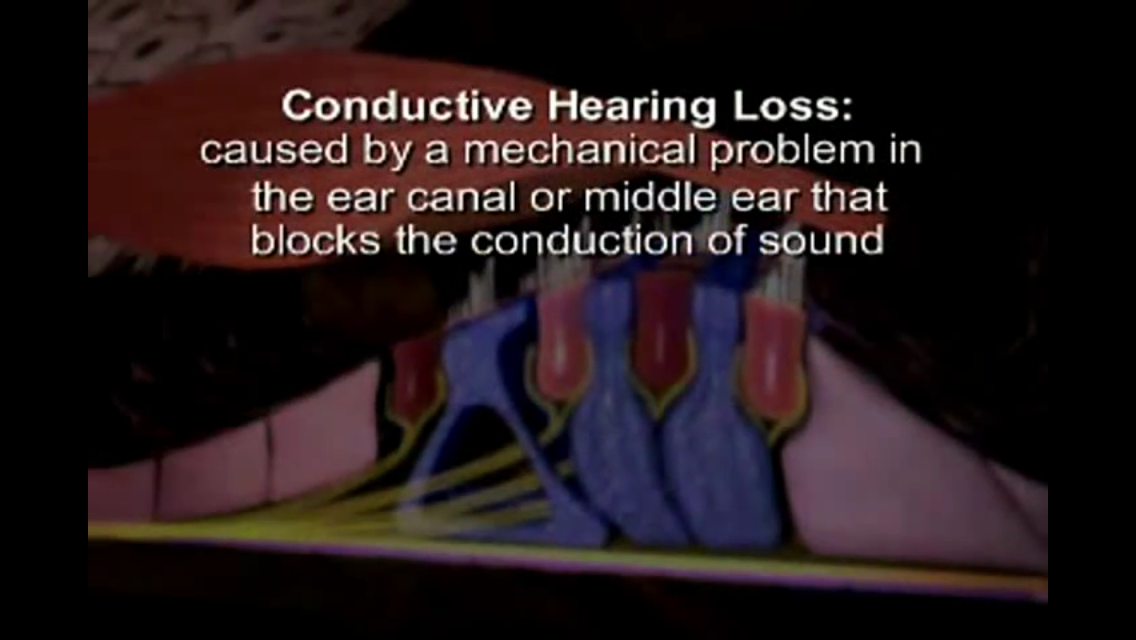 Conductive Hearing Loss:
caused by a mechanical problem in
the ear canal or middle ear that
blocks the conduction of sound